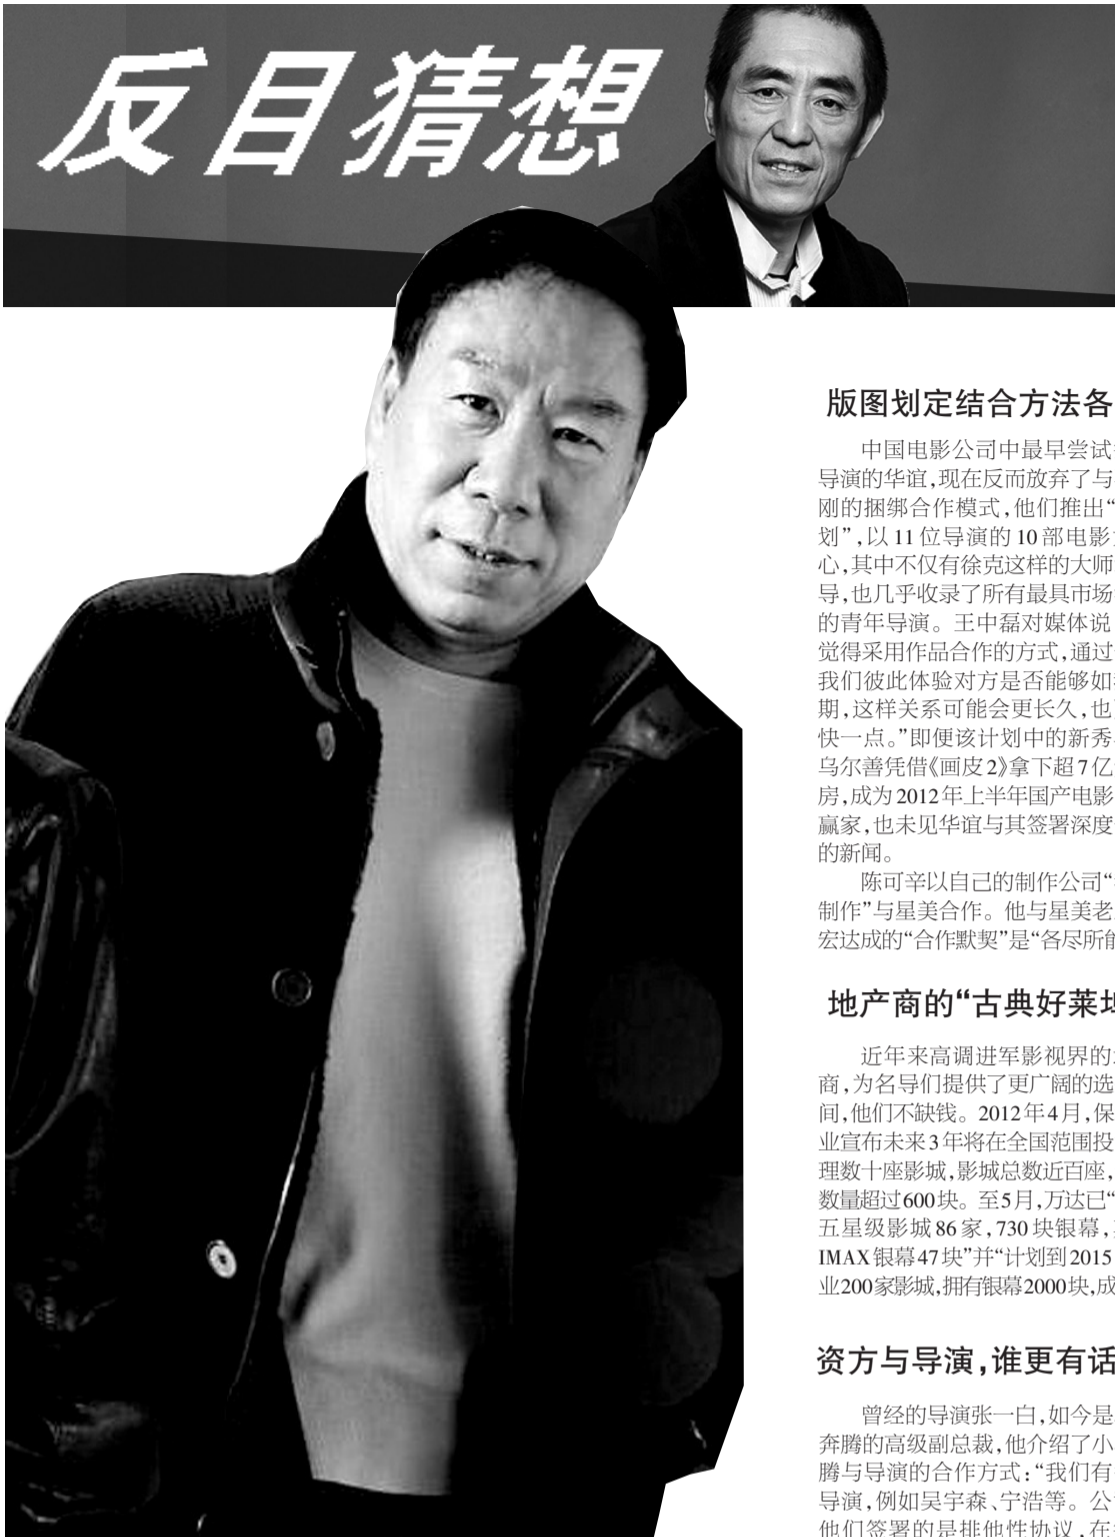 反目猜想
版图划定结合方法各
中国电影公司中最早尝试
导演的华谊,现在反而放弃了与
刚的捆绑合作模式,他们推出“
划”,以11位导演的10部电影
心,其中不仅有徐克这样的大师
导,也几乎收录了所有最具市场
的青年导演。王中磊对媒体说
觉得采用作品合作的方式,通过
我们彼此体验对方是否能够如
期,这样关系可能会更长久,也
快一点。”即便该计划中的新秀
乌尔善凭借《画皮2》拿下超7亿
房,成为2012年上半年国产电影
赢家,也未见华谊与其签署深度
的新闻。
陈可辛以自己的制作公司“
制作”与星美合作。他与星美老
宏达成的“合作默契”是“各尽所能
地产商的“古典好莱坞
近年来高调进军影视界的
商,为名导们提供了更广阔的选
间,他们不缺钱。2012年4月,保
业宣布未来3年将在全国范围投
理数十座影城,影城总数近百座,
数量超过600块。至5月,万达已“
五星级影城86家,730块银幕,
IMAX银幕47块”并“计划到2015
业200家影城,拥有银幕2000块,成
资方与导演,谁更有话
曾经的导演张一白,如今是
奔腾的高级副总裁,他介绍了小
腾与导演的合作方式:“我们有
导演,例如吴宇森、宁浩等。公
他们签署的是排他性协议,在